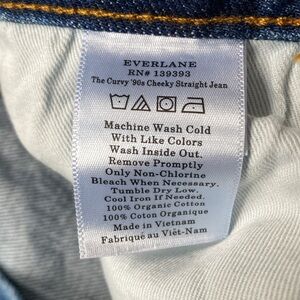 EVERLANE
RN# 139393
The Curvy '90s Cheeky Straight Jean
Machine Wash Cold
With Like Colors
Wash Inside Out.
Remove Promptly
Only Non-Chlorine
Bleach When Necessary.
Tumble Dry Low.
Cool Iron If Needed.
100% Organic Cotton
100% Coton Organique
Made in Vietnam
Fabriqué au Viêt-Nam